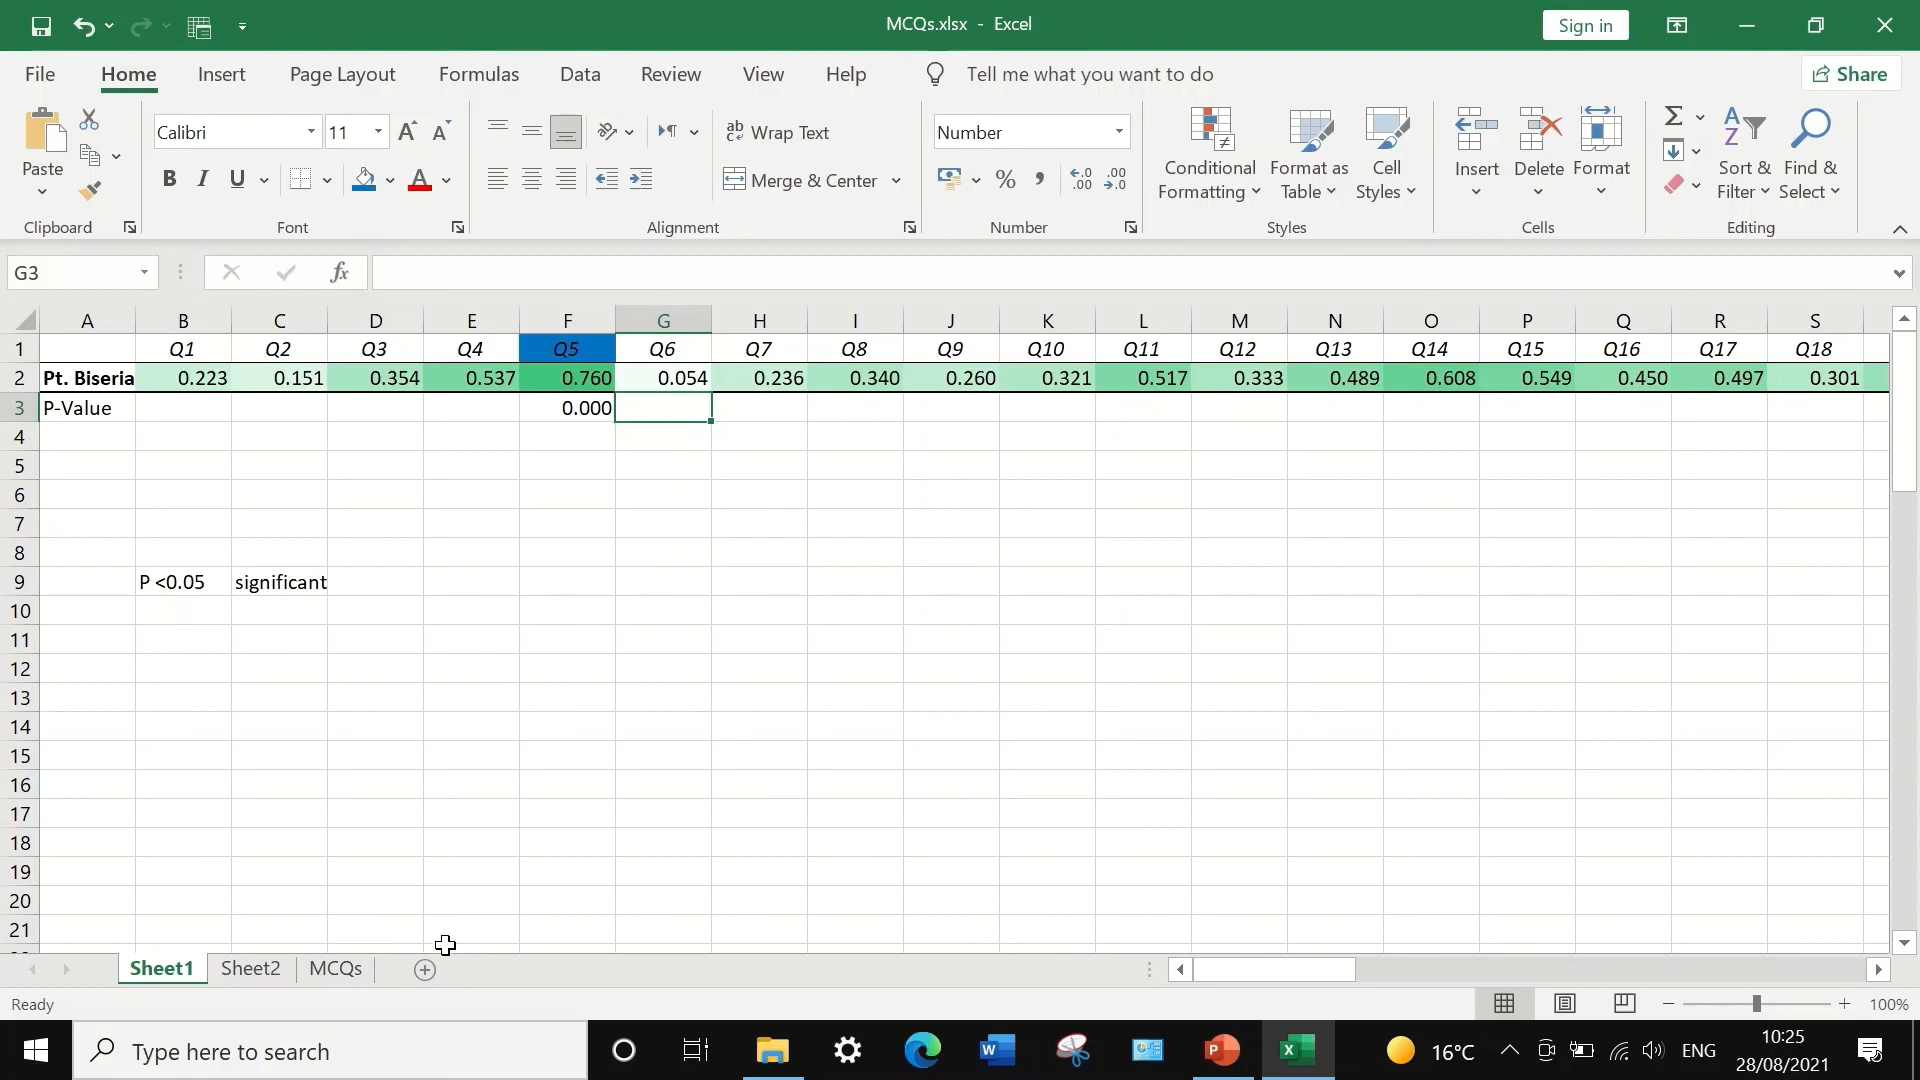 MCQs.xlsx - Excel
Sign in
File Home Insert Page Layout Formulas Data Review View Help Tell me what you want to do Share
Calibri 11 Wrap Text Number
Paste Merge & Center Conditional Formatting Format as Table Cell Styles Insert Delete Format Sort & Filter Find & Select
Clipboard Font Alignment Number Styles Cells Editing
G3 fx
A B C D E F G H I J K L M N O P Q R S
1 Q1 Q2 Q3 Q4 Q5 Q6 Q7 Q8 Q9 Q10 Q11 Q12 Q13 Q14 Q15 Q16 Q17 Q18
2 Pt. Biseria 0.223 0.151 0.354 0.537 0.760 0.054 0.236 0.340 0.260 0.321 0.517 0.333 0.489 0.608 0.549 0.450 0.497 0.301
3 P-Value 0.000
4
5
6
7
8
9 P <0.05 significant
10
11
12
13
14
15
16
17
18
19
20
21
Sheet1 Sheet2 MCQs
Ready 100%
Type here to search 16°C ENG 10:25
28/08/2021